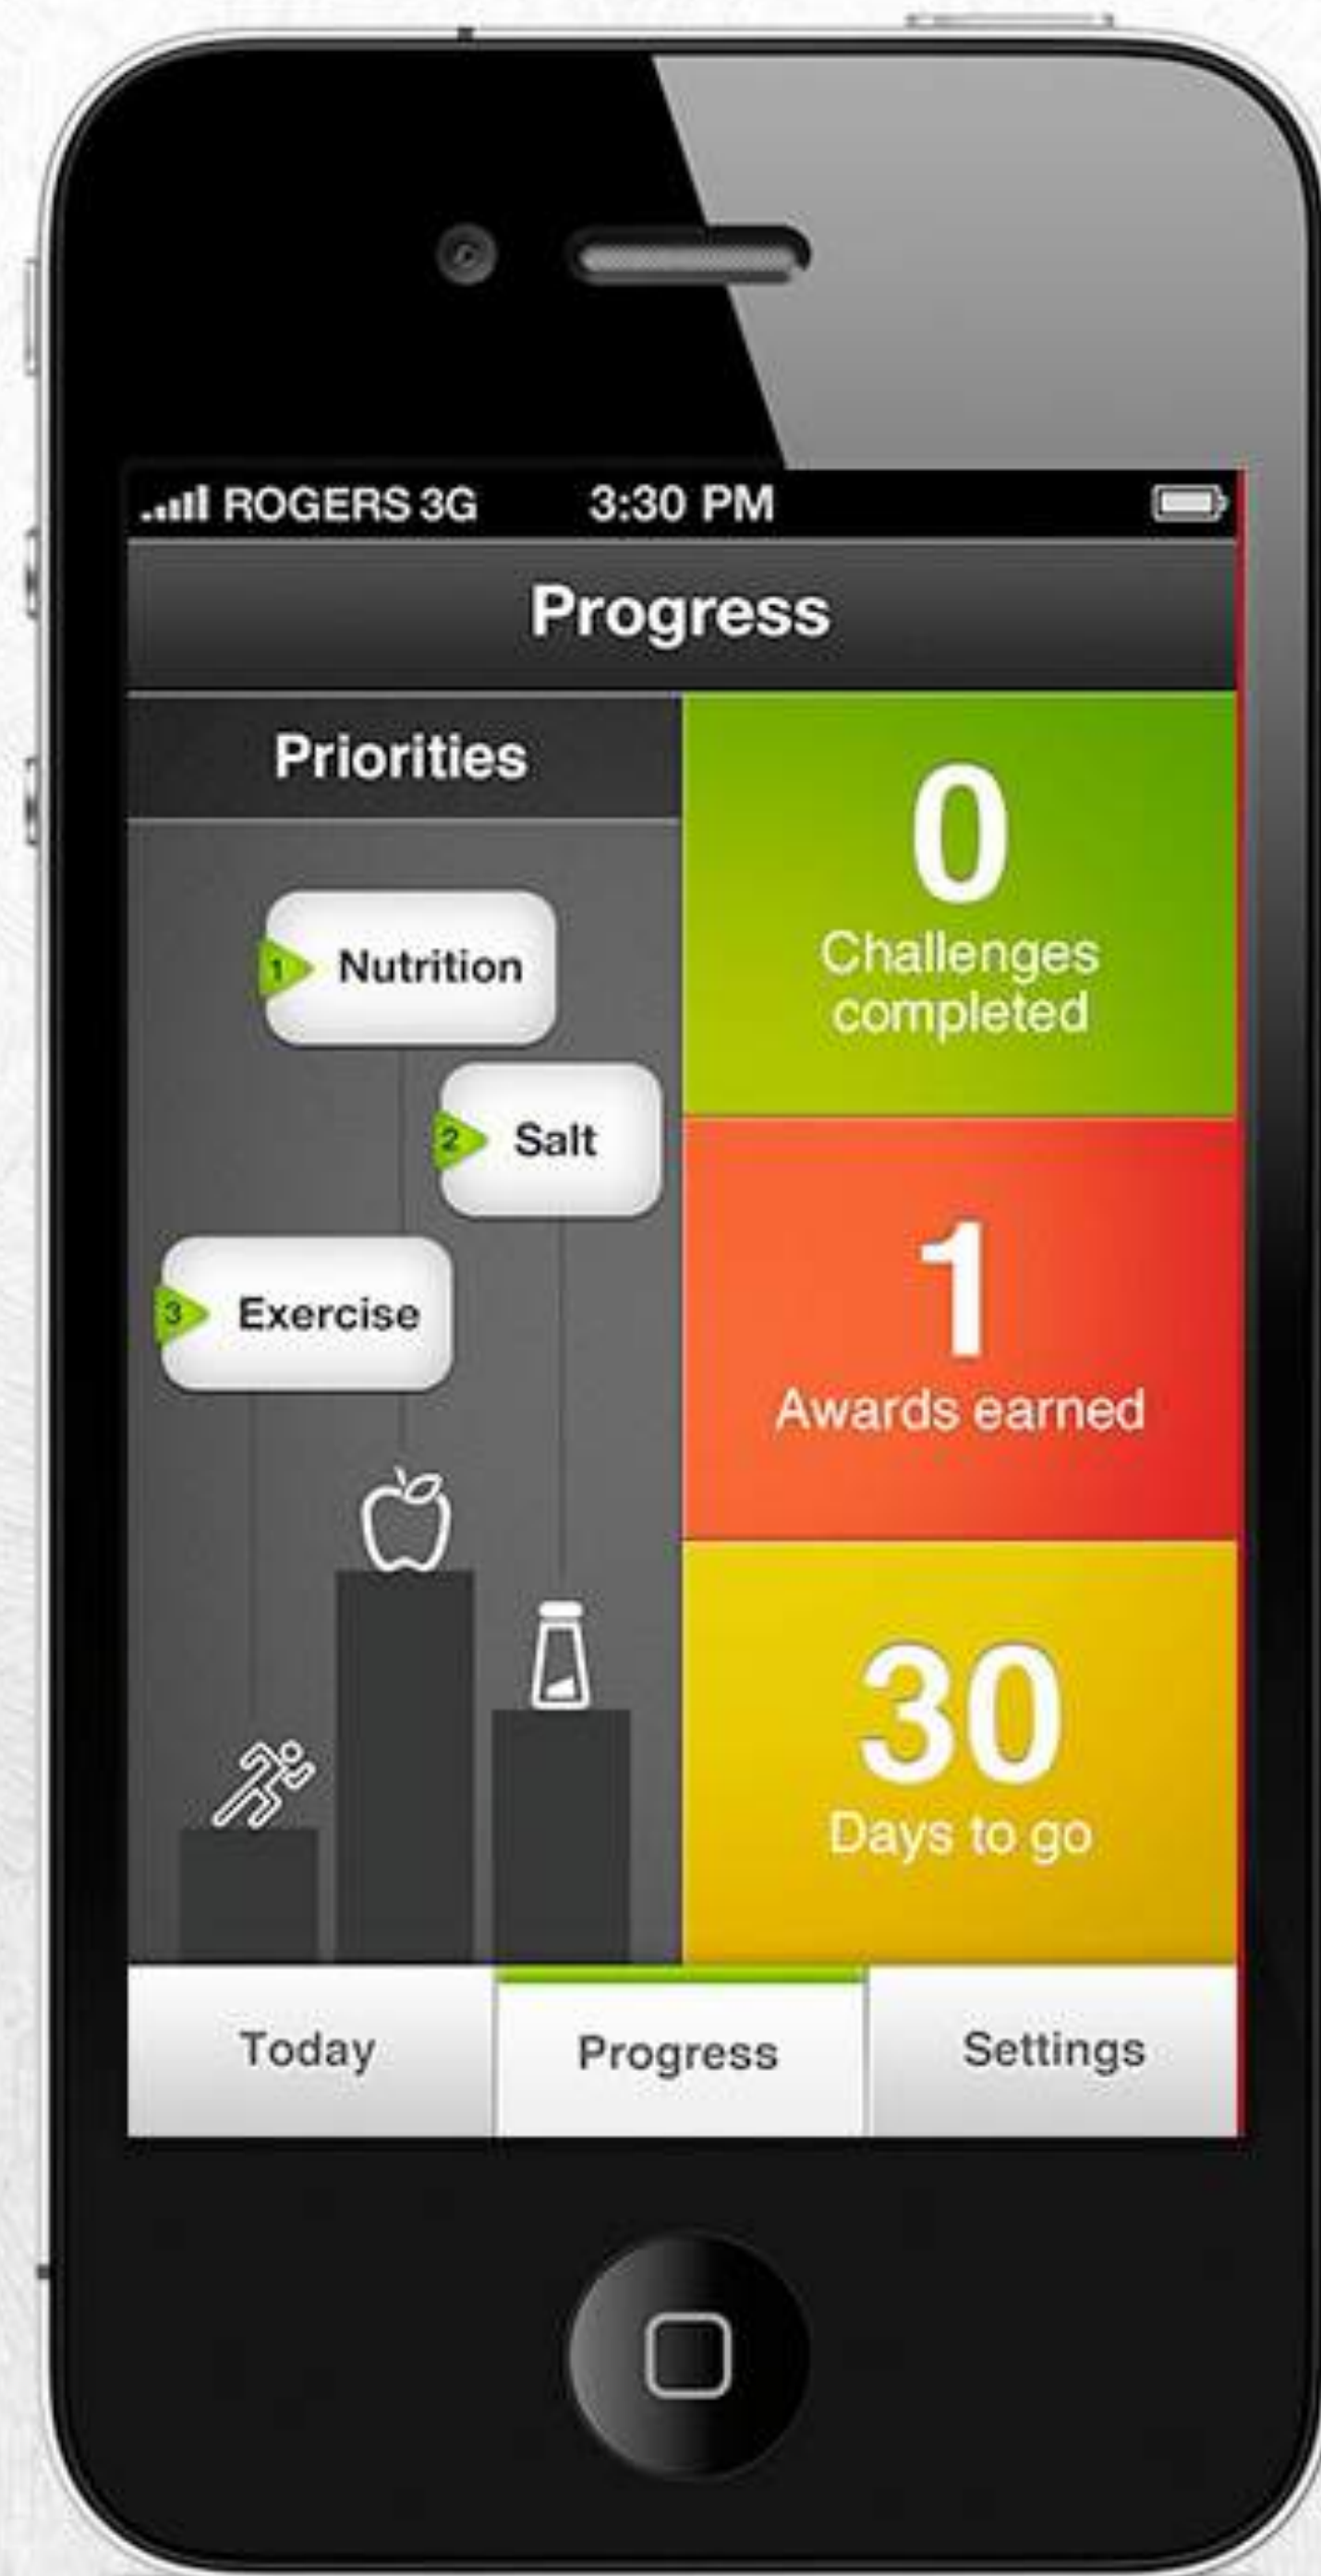 ROGERS 3G 3:30 PM
Progress
Priorities
1 Nutrition
2 Salt
3 Exercise
0
Challenges
completed
1
Awards earned
30
Days to go
Today Progress Settings